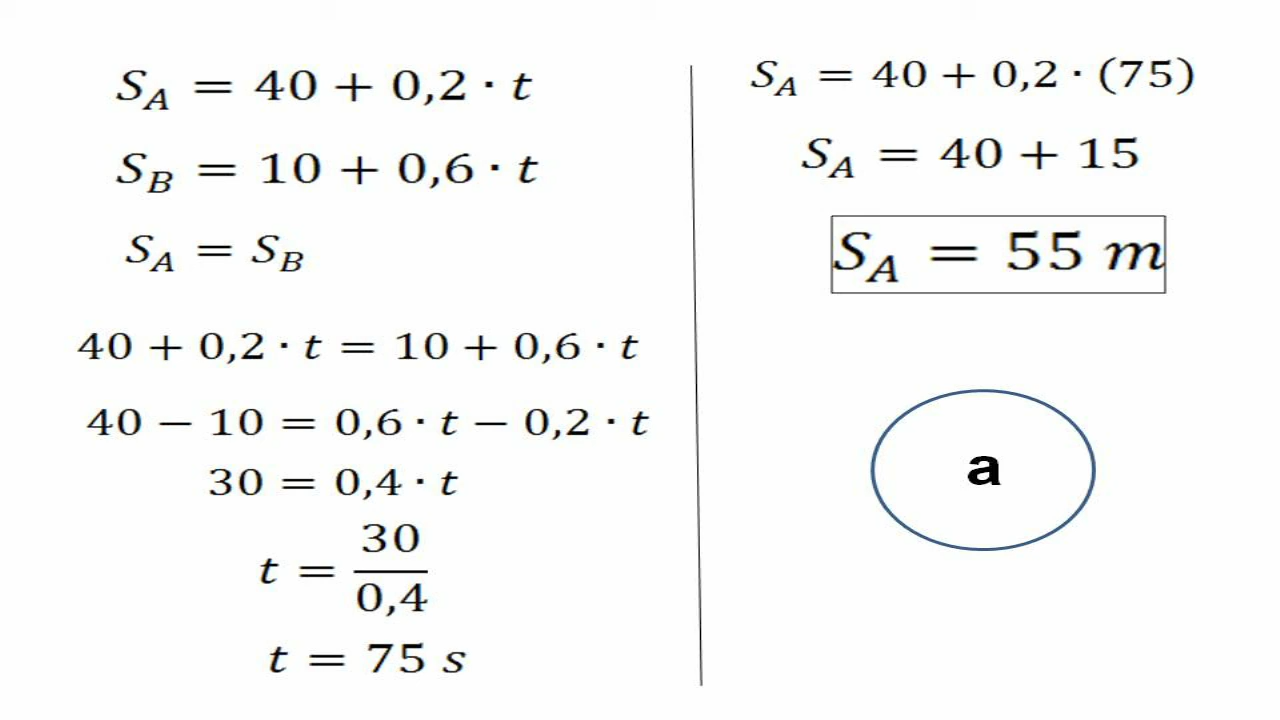 S_A = 40 + 0,2 · t
S_B = 10 + 0,6 · t
S_A = S_B
40 + 0,2 · t = 10 + 0,6 · t
40 − 10 = 0,6 · t − 0,2 · t
30 = 0,4 · t
t = 30/0,4
t = 75 s
S_A = 40 + 0,2 · (75)
S_A = 40 + 15
S_A = 55 m
a